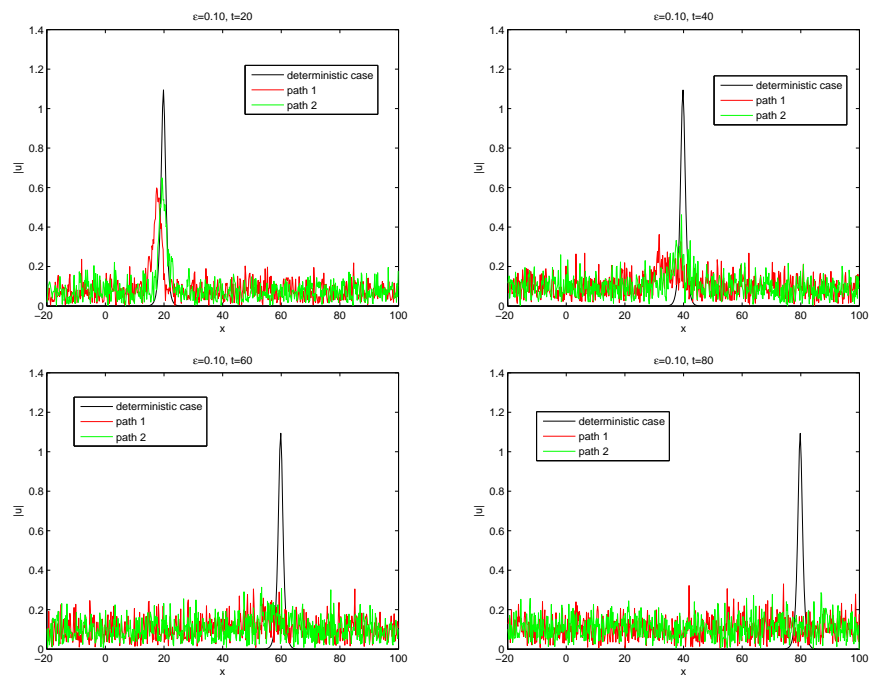 ε=0.10, t=20
1.4
1.2
1
0.8
0.6
0.4
0.2
0
|u|
deterministic case
path 1
path 2
−20 0 20 40 60 80 100
x
ε=0.10, t=40
1.4
1.2
1
0.8
0.6
0.4
0.2
0
|u|
deterministic case
path 1
path 2
−20 0 20 40 60 80 100
x
ε=0.10, t=60
1.4
1.2
1
0.8
0.6
0.4
0.2
0
|u|
deterministic case
path 1
path 2
−20 0 20 40 60 80 100
x
ε=0.10, t=80
1.4
1.2
1
0.8
0.6
0.4
0.2
0
|u|
deterministic case
path 1
path 2
−20 0 20 40 60 80 100
x